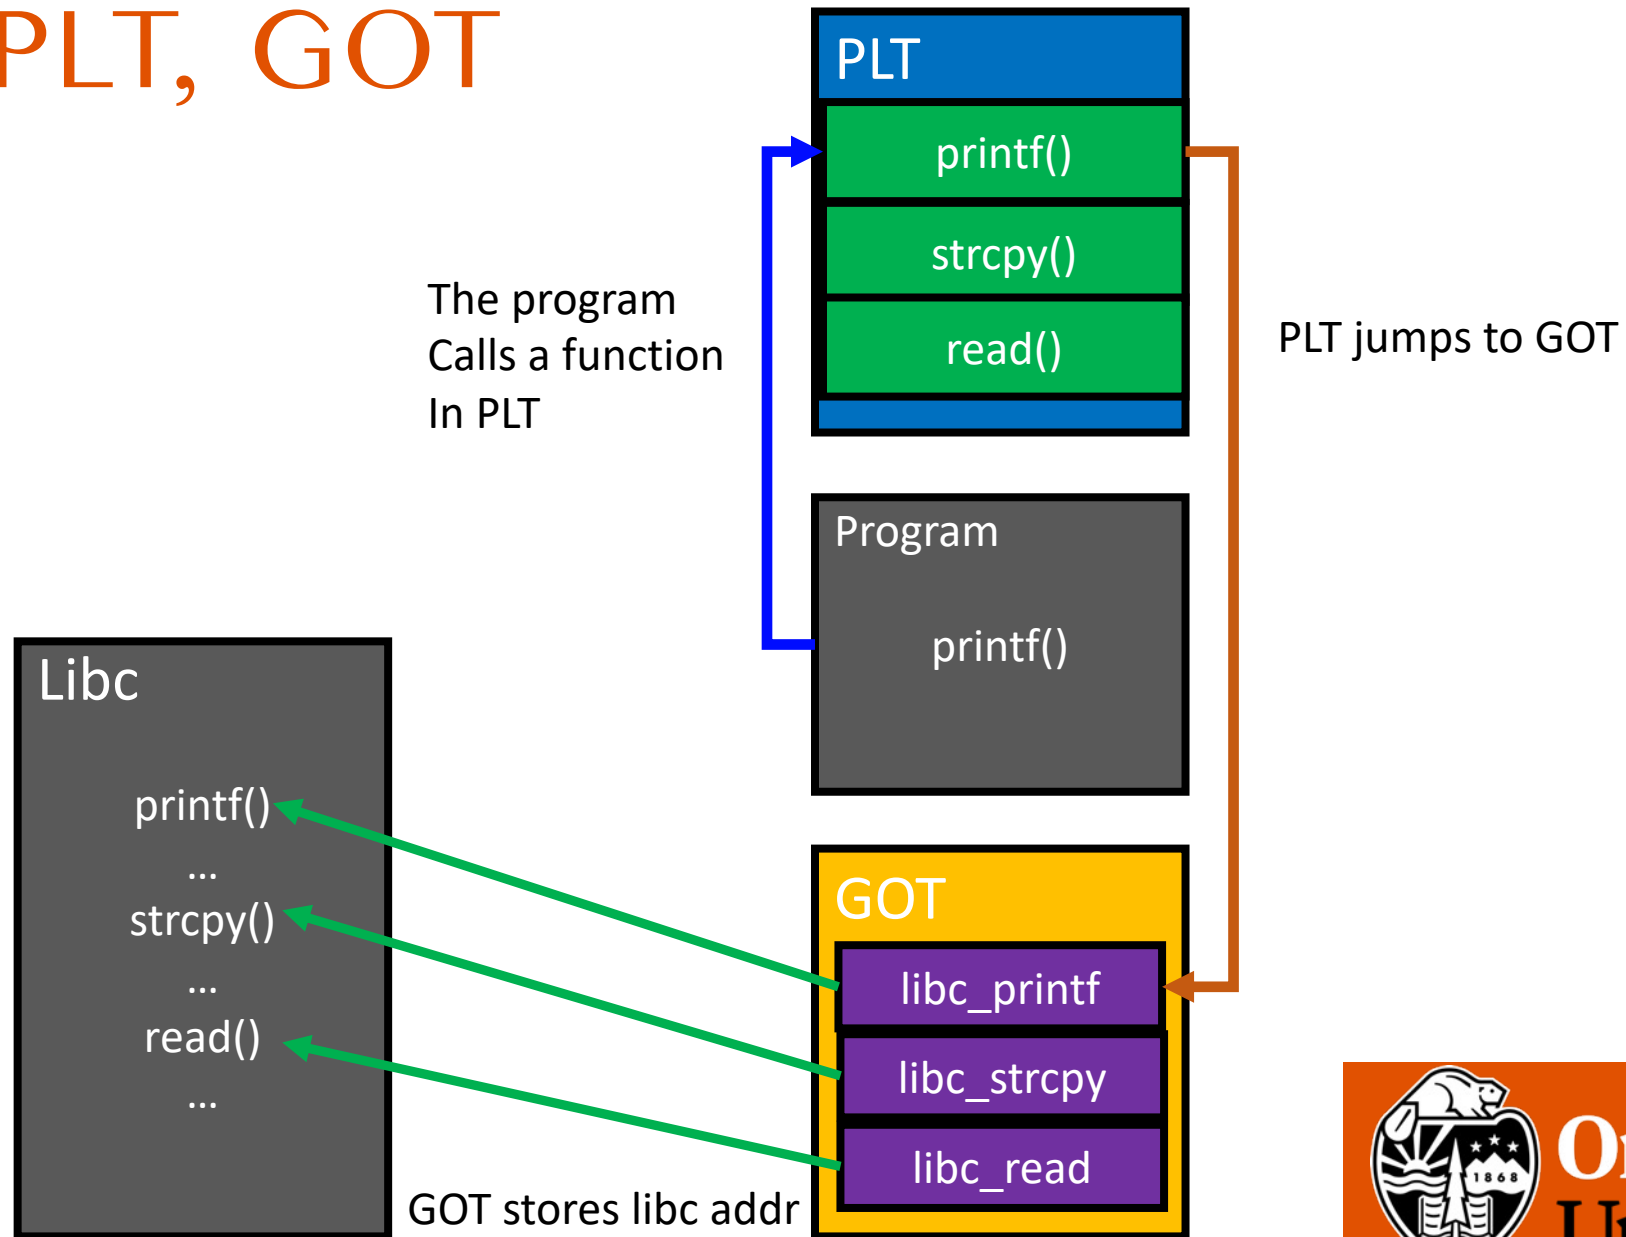 PLT, GOT
PLT
printf()
strcpy()
read()
The program
Calls a function
In PLT
PLT jumps to GOT
Program
printf()
Libc
printf()
...
strcpy()
...
read()
...
GOT
libc_printf
libc_strcpy
libc_read
GOT stores libc addr
1868